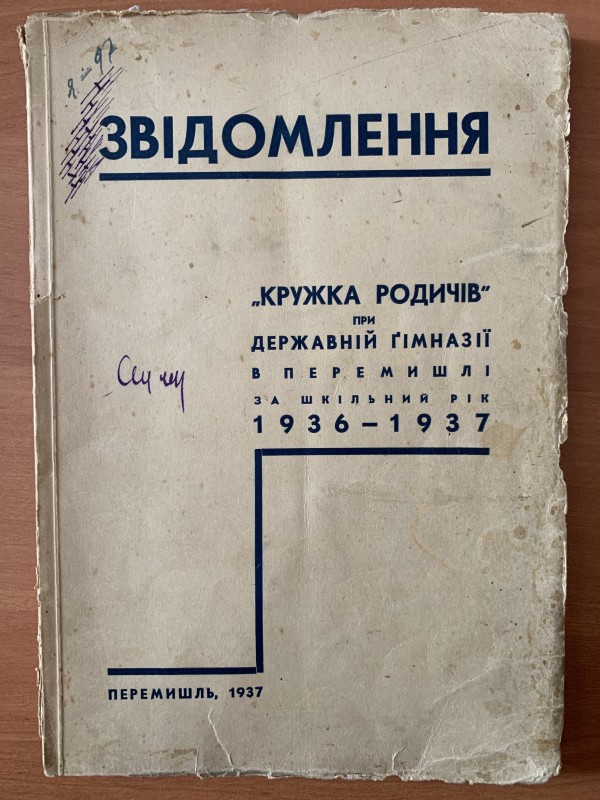 ЗВІДОМЛЕННЯ
„КРУЖКА РОДИЧІВ"
ПРИ
ДЕРЖАВНІЙ ҐІМНАЗІЇ
В ПЕРЕМИШЛІ
ЗА ШКІЛЬНИЙ РІК
1936–1937
ПЕРЕМИШЛЬ, 1937